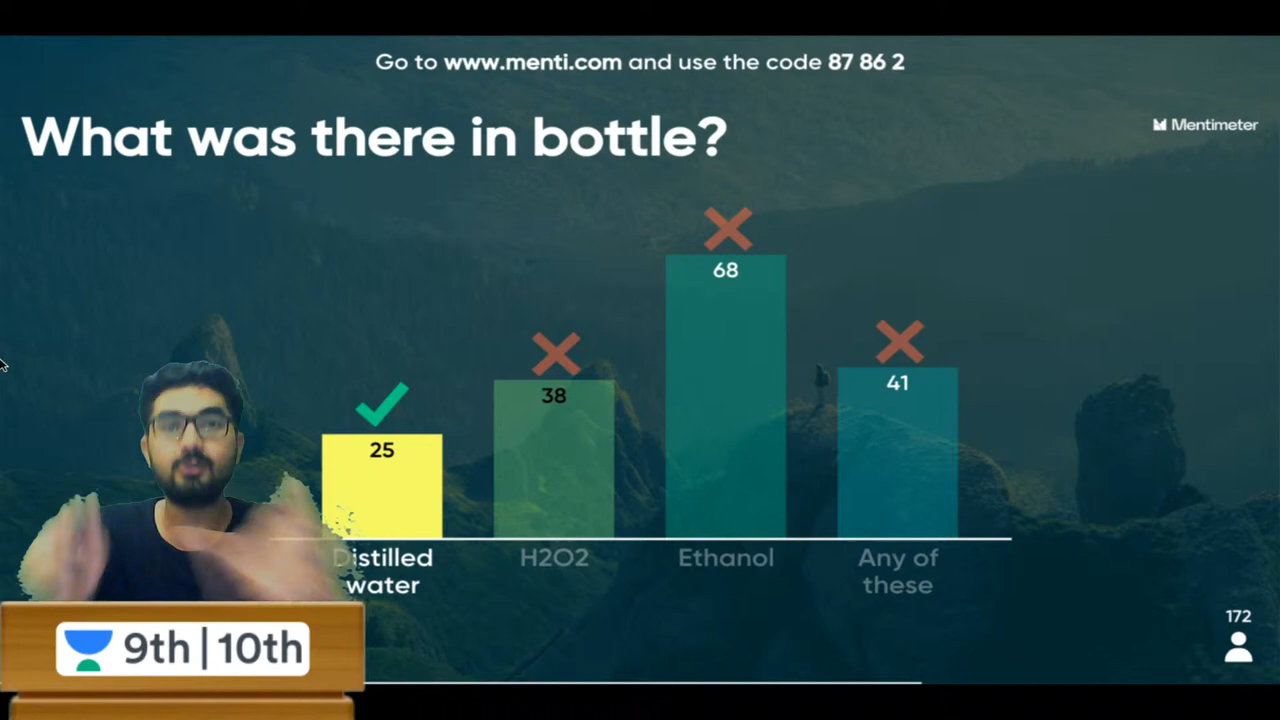 Go to www.menti.com and use the code 87 86 2
What was there in bottle?
Mentimeter
68
38
41
25
Distilled
water
H2O2
Ethanol
Any of
these
172
9th | 10th